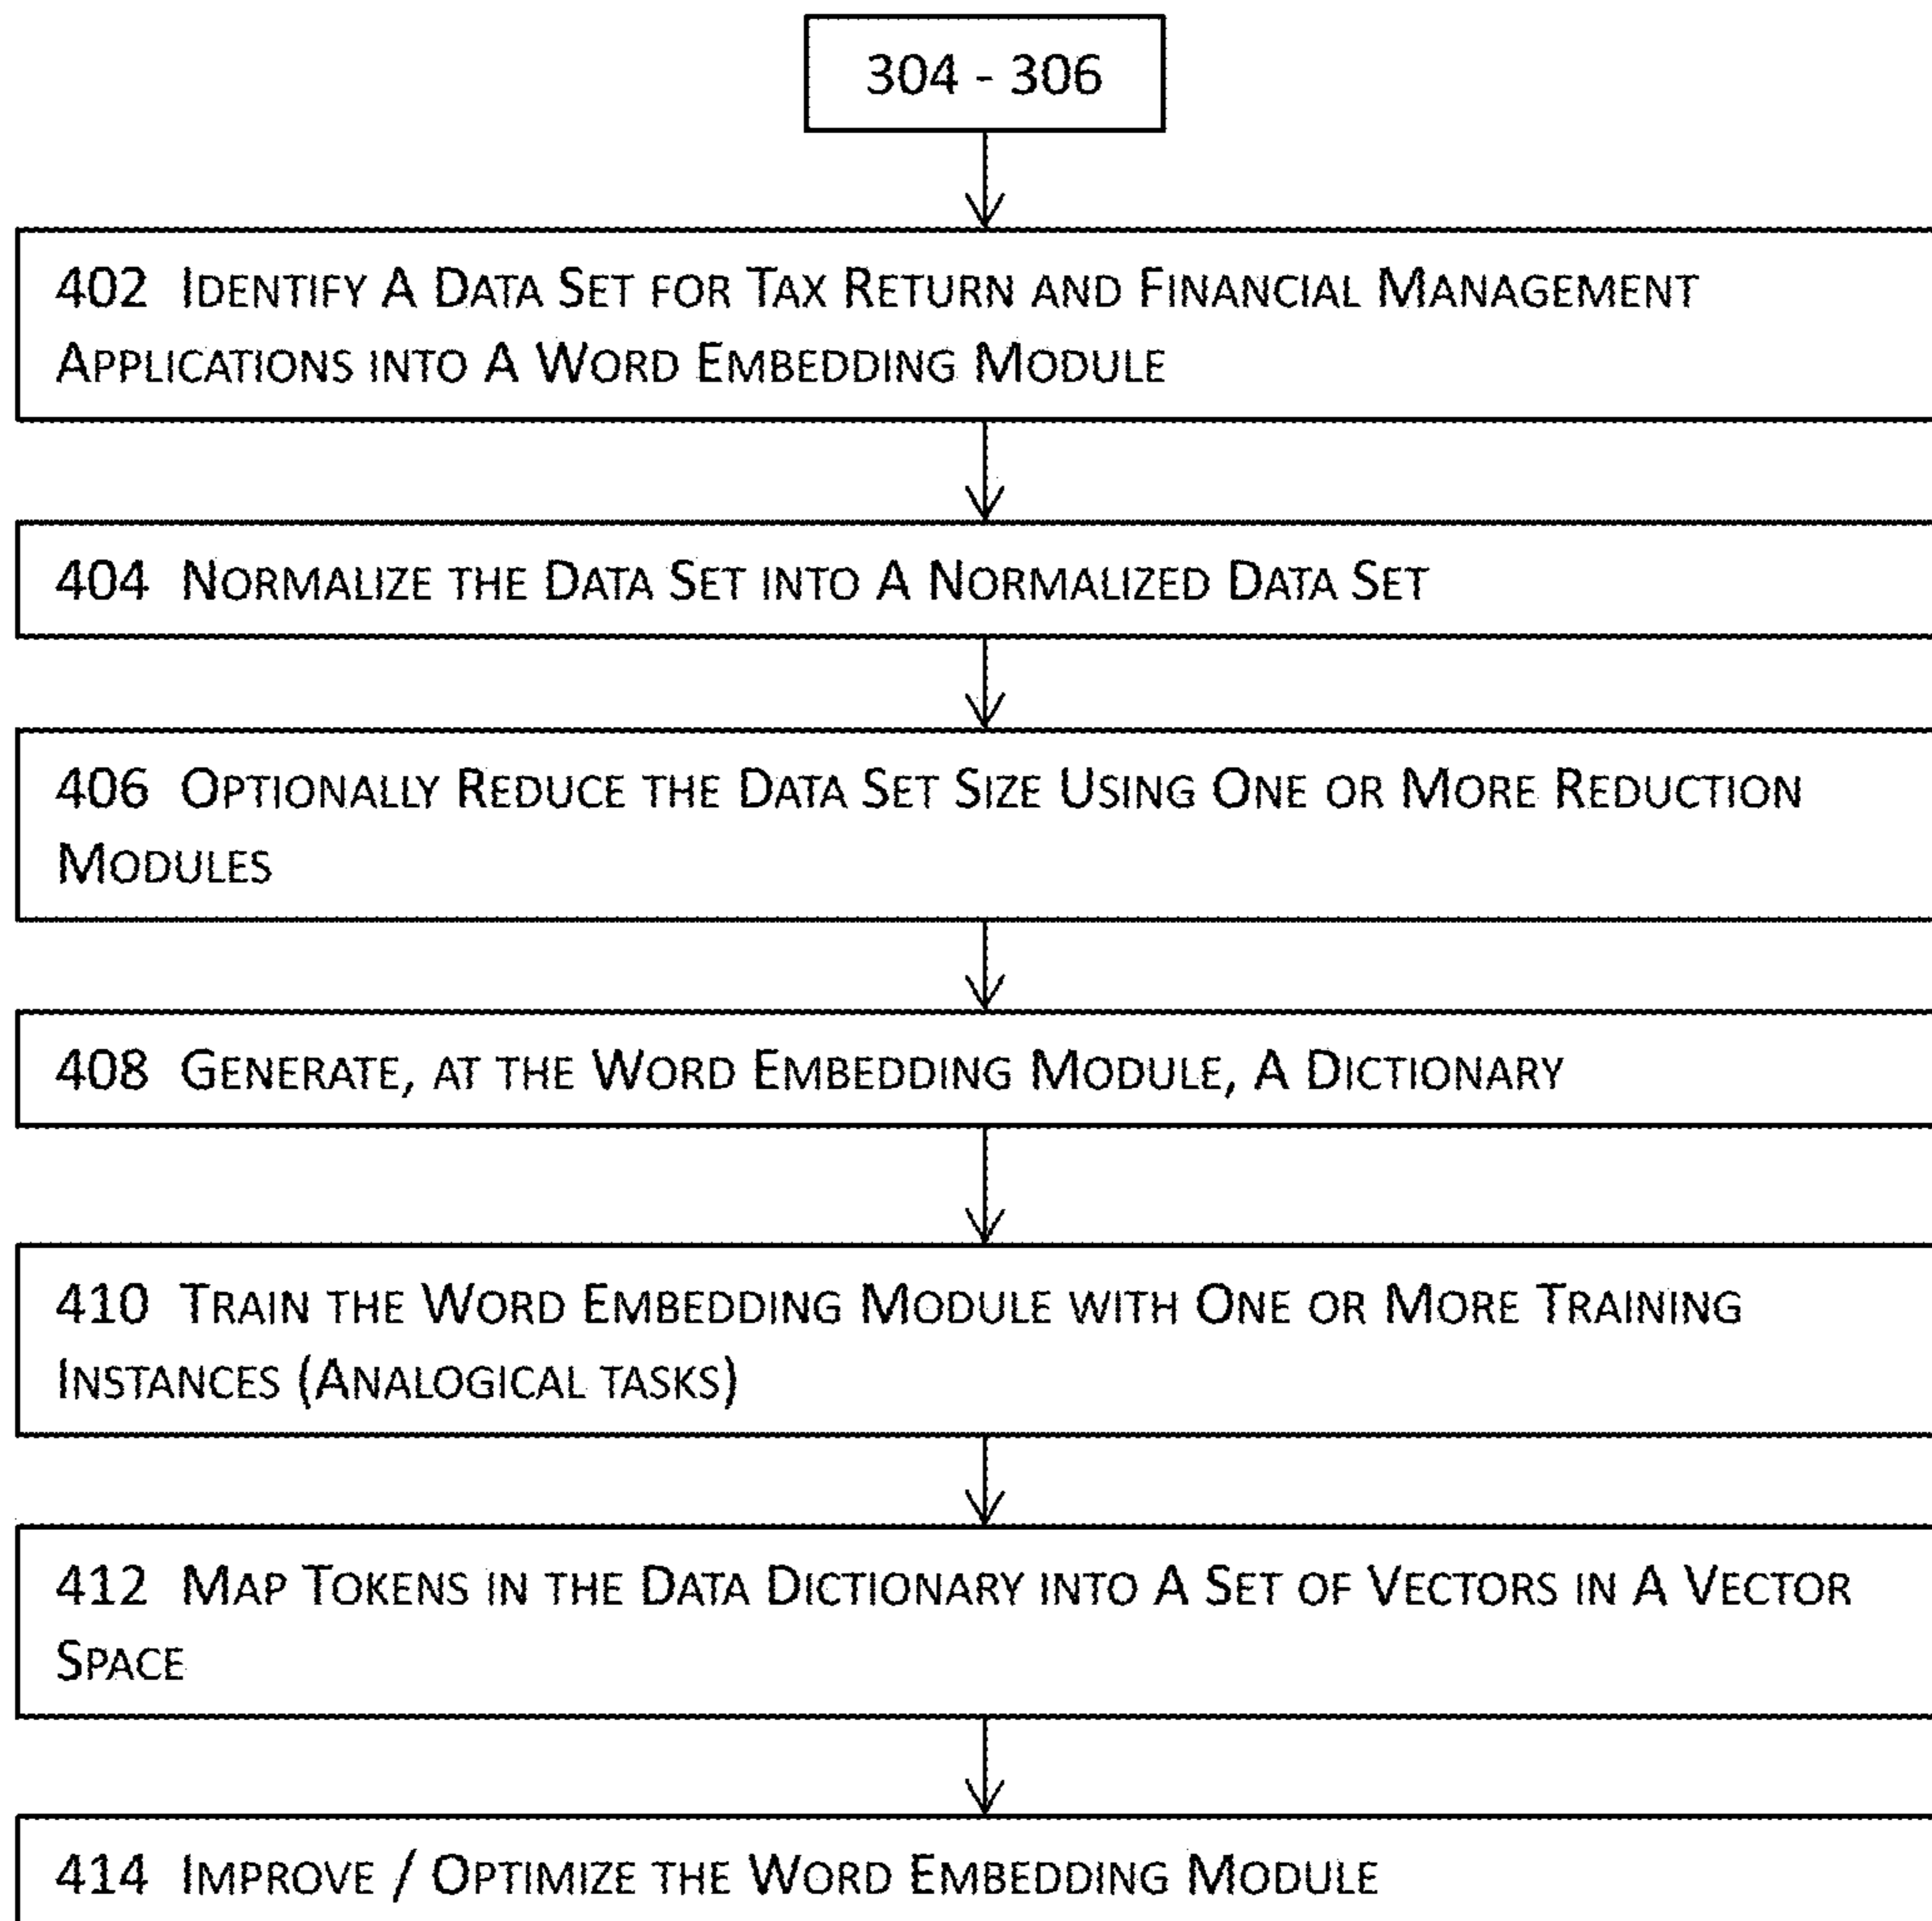 304 - 306
402 Identify A Data Set for Tax Return and Financial Management
Applications into A Word Embedding Module
404 Normalize the Data Set into A Normalized Data Set
406 Optionally Reduce the Data Set Size Using One or More Reduction
Modules
408 Generate, at the Word Embedding Module, A Dictionary
410 Train the Word Embedding Module with One or More Training
Instances (Analogical tasks)
412 Map Tokens in the Data Dictionary into A Set of Vectors in A Vector
Space
414 Improve / Optimize the Word Embedding Module